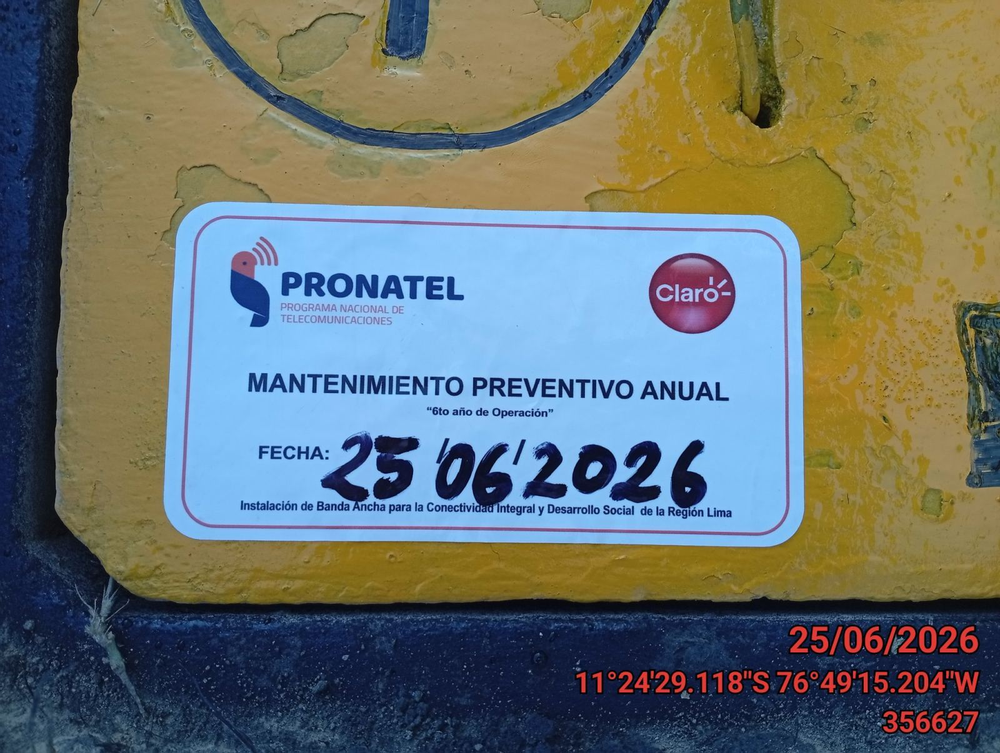 PRONATEL
PROGRAMA NACIONAL DE
TELECOMUNICACIONES
Claro
MANTENIMIENTO PREVENTIVO ANUAL
“6to año de Operación”
FECHA: 25/06/2026
Instalación de Banda Ancha para la Conectividad Integral y Desarrollo Social de la Región Lima
25/06/2026
11°24'29.118"S 76°49'15.204"W
356627